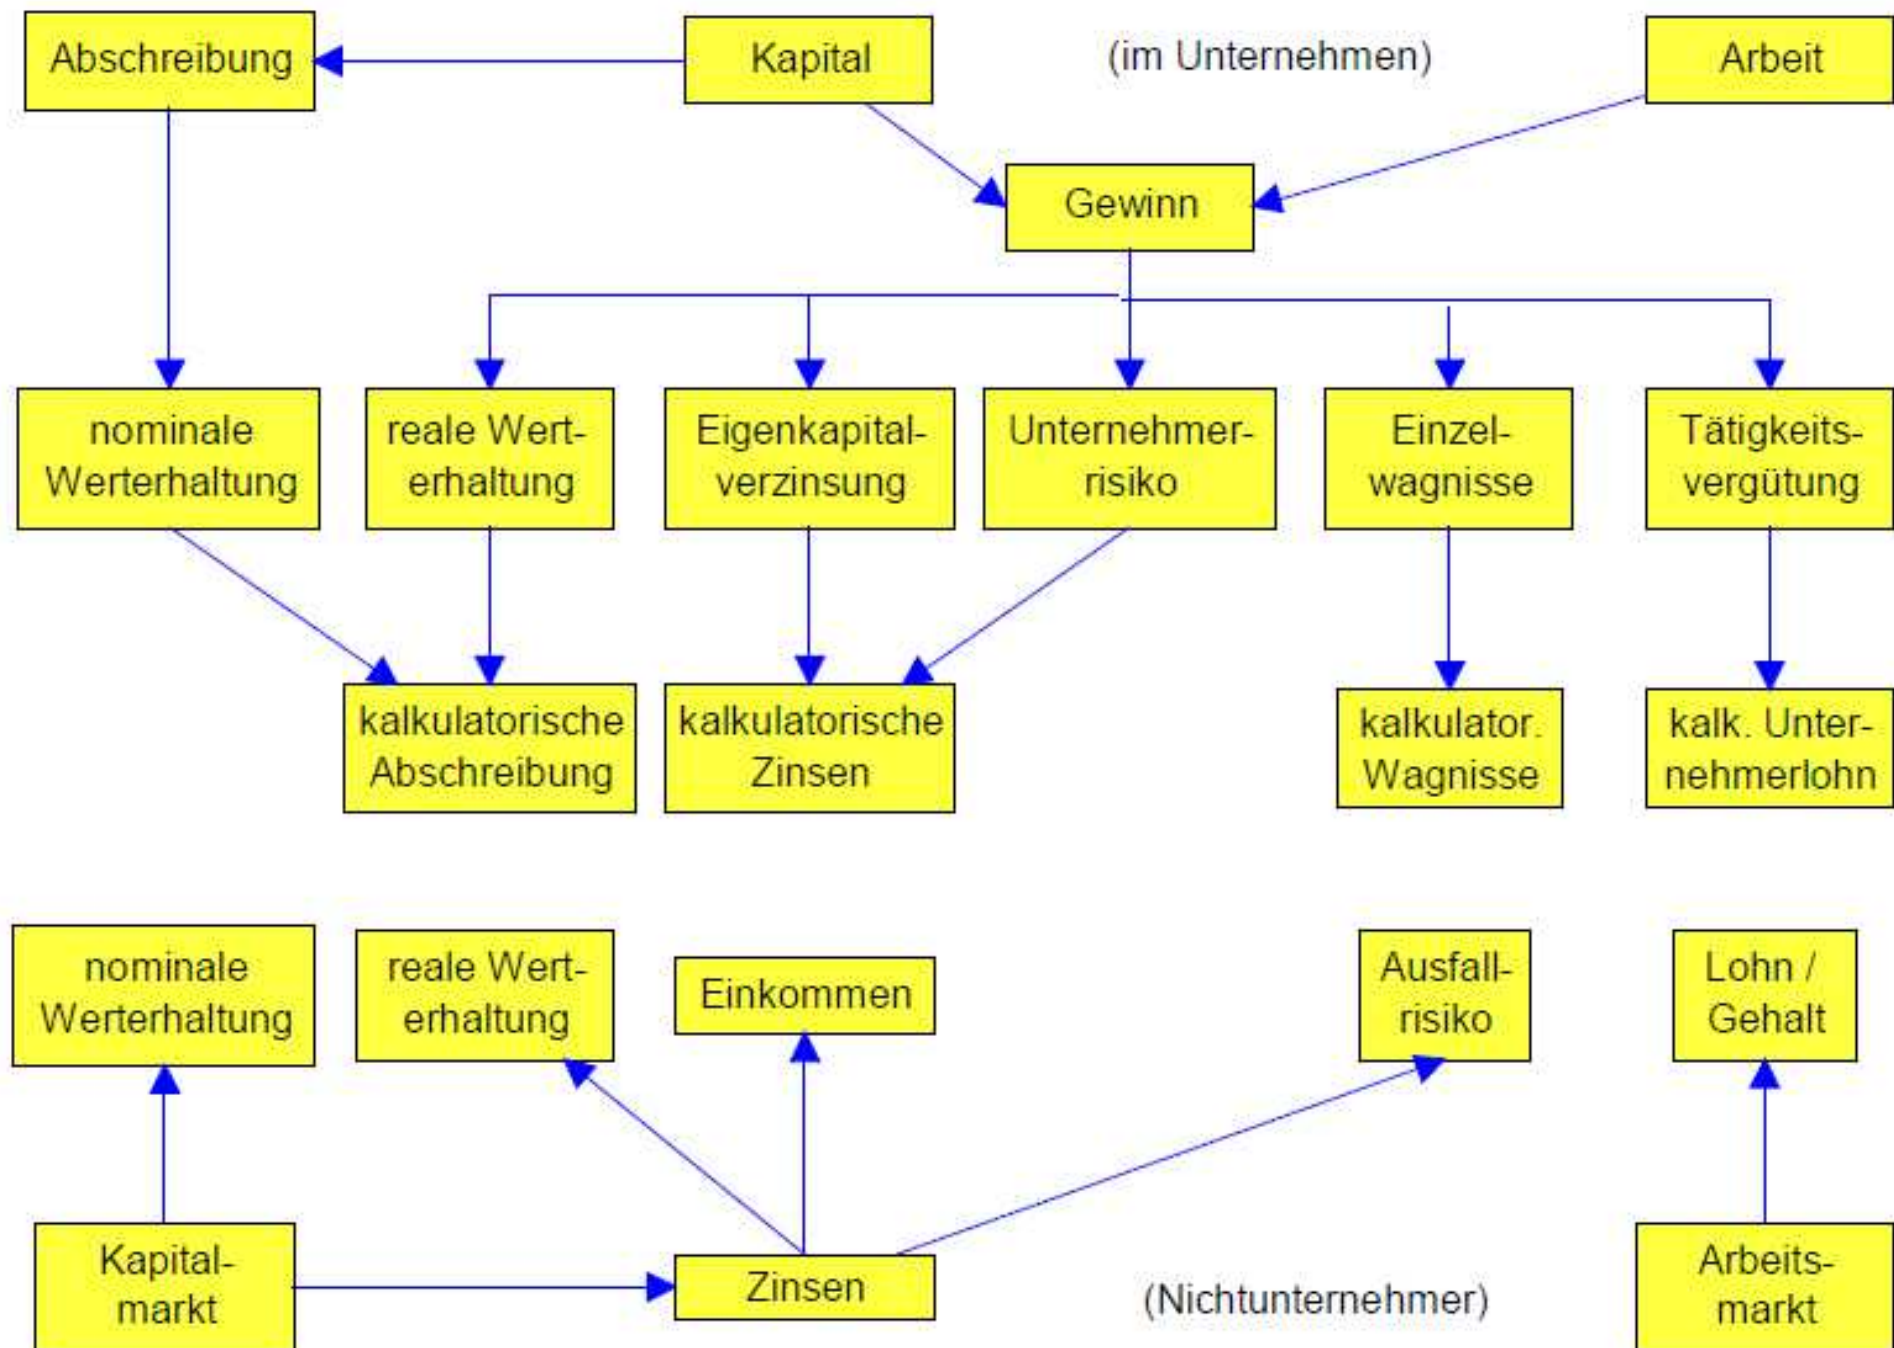 Abschreibung
Kapital
(im Unternehmen)
Arbeit
Gewinn
nominale
Werterhaltung
reale Wert-
erhaltung
Eigenkapital-
verzinsung
Unternehmer-
risiko
Einzel-
wagnisse
Tätigkeits-
vergütung
kalkulatorische
Abschreibung
kalkulatorische
Zinsen
kalkulator.
Wagnisse
kalk. Unter-
nehmerlohn
nominale
Werterhaltung
reale Wert-
erhaltung
Einkommen
Ausfall-
risiko
Lohn /
Gehalt
Kapital-
markt
Zinsen
(Nichtunternehmer)
Arbeits-
markt